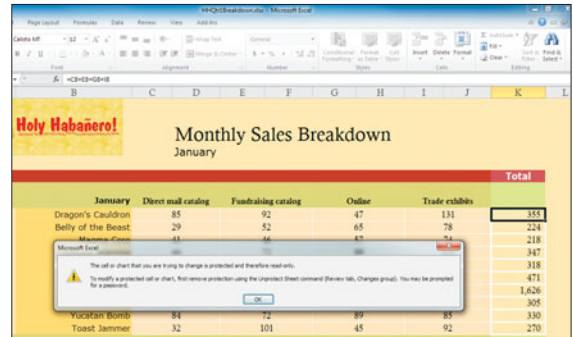 HHQtlBreakdown.xlsx - Microsoft Excel
Page Layout Formulas Data Review View Add-Ins
Calisto MT 12 Wrap Text General Conditional Format Cell Insert Delete Format AutoSum Sort & Find &
Merge & Center Formatting as Table Styles Fill Clear Filter Select
Font Alignment Number Styles Cells Editing
fx =C8+E8+G8+I8
B C D E F G H I J K L
Holy Habañero!
Monthly Sales Breakdown
January
Total
January Direct mail catalog Fundraising catalog Online Trade exhibits
Dragon's Cauldron 85 92 47 131 355
Belly of the Beast 29 52 65 78 224
Magma Core 218
347
318
471
1,626
305
Microsoft Excel
The cell or chart that you are trying to change is protected and therefore read-only.
To modify a protected cell or chart, first remove protection using the Unprotect Sheet command (Review tab, Changes group). You may be prompted
for a password.
OK
Yucatan Bomb 84 72 89 85 330
Toast Jammer 32 101 45 92 270